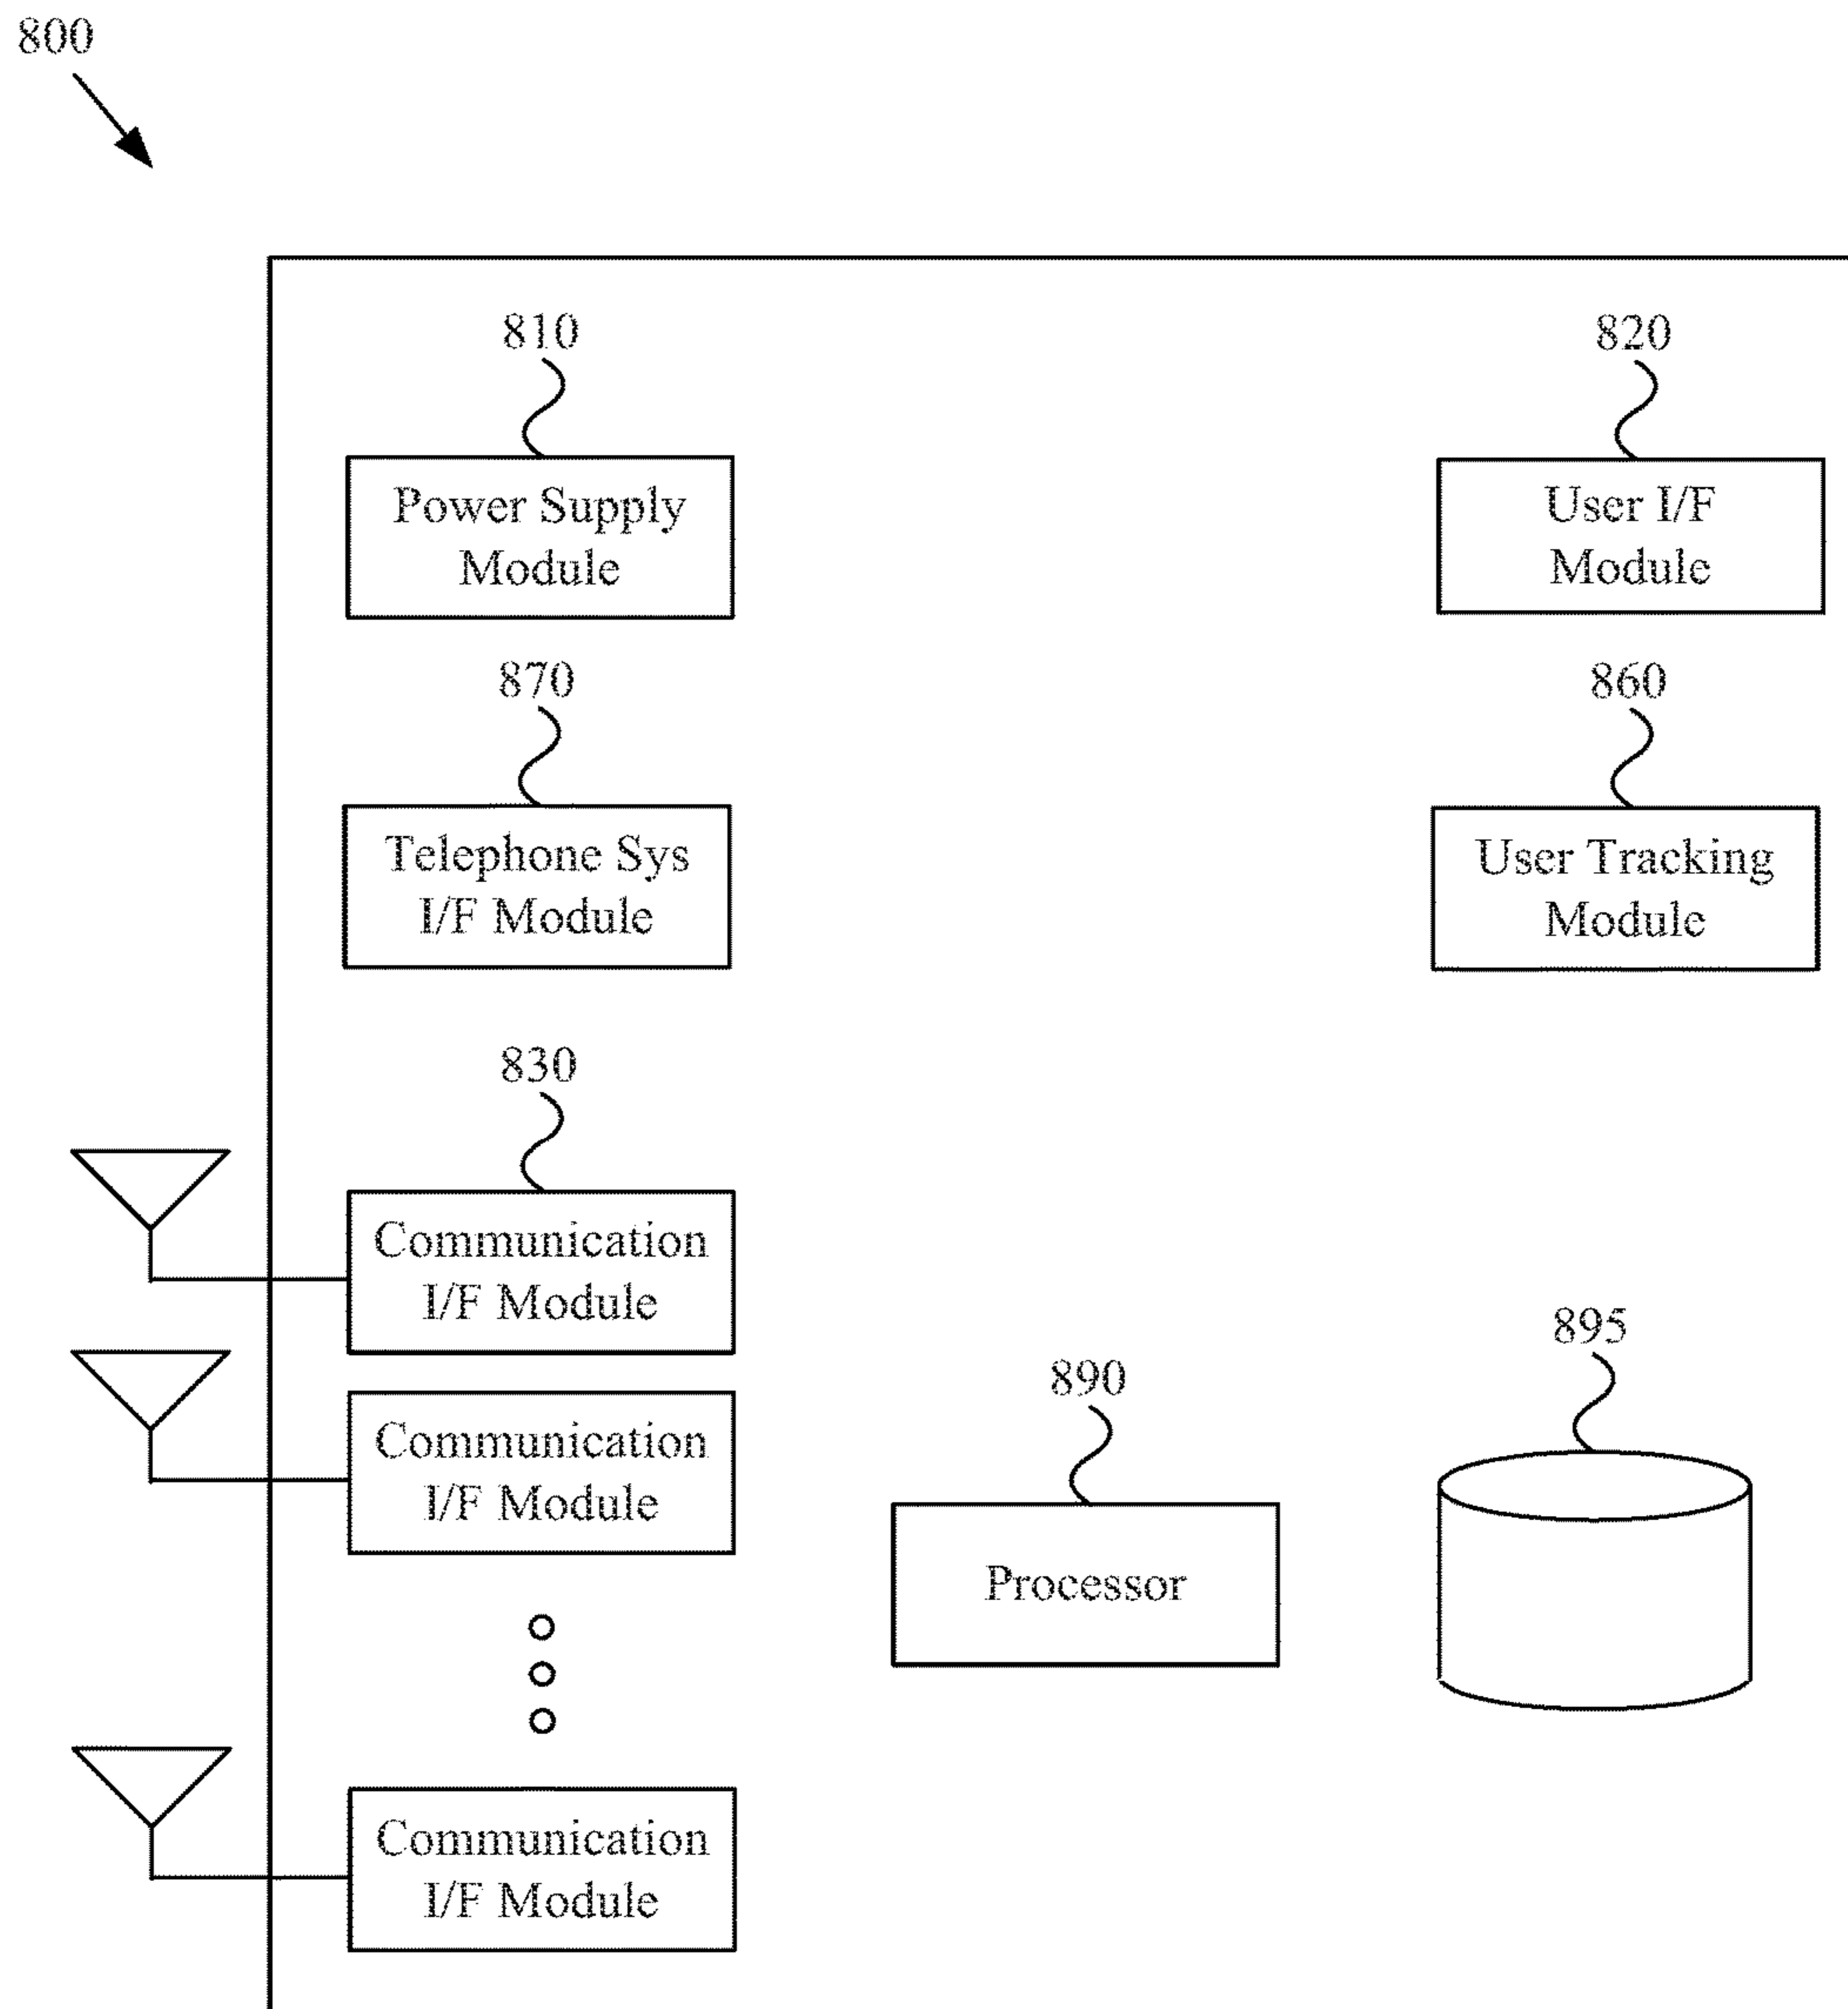 800
810
820
Power Supply
Module
User I/F
Module
870
860
Telephone Sys
I/F Module
User Tracking
Module
830
Communication
I/F Module
895
890
Communication
I/F Module
Processor
Communication
I/F Module